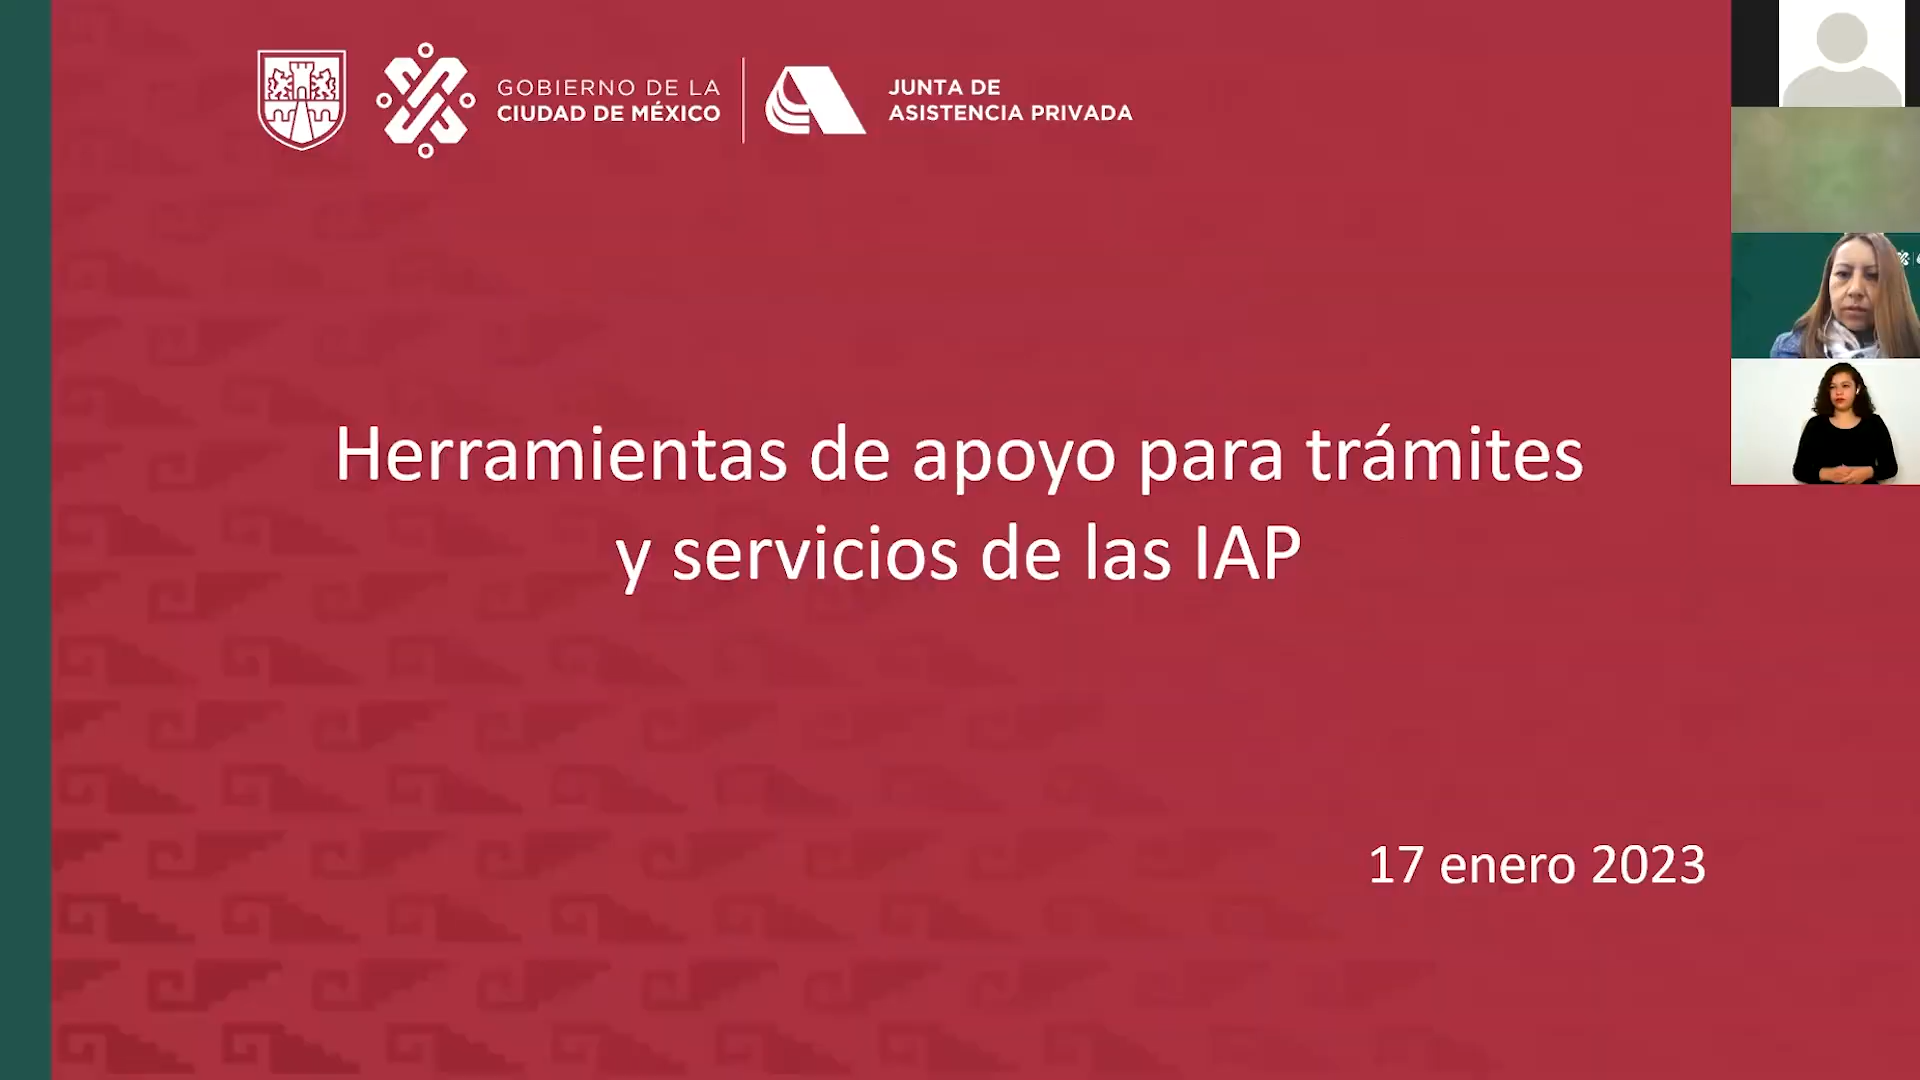 GOBIERNO DE LA
CIUDAD DE MÉXICO
JUNTA DE
ASISTENCIA PRIVADA
Herramientas de apoyo para trámites
y servicios de las IAP
17 enero 2023